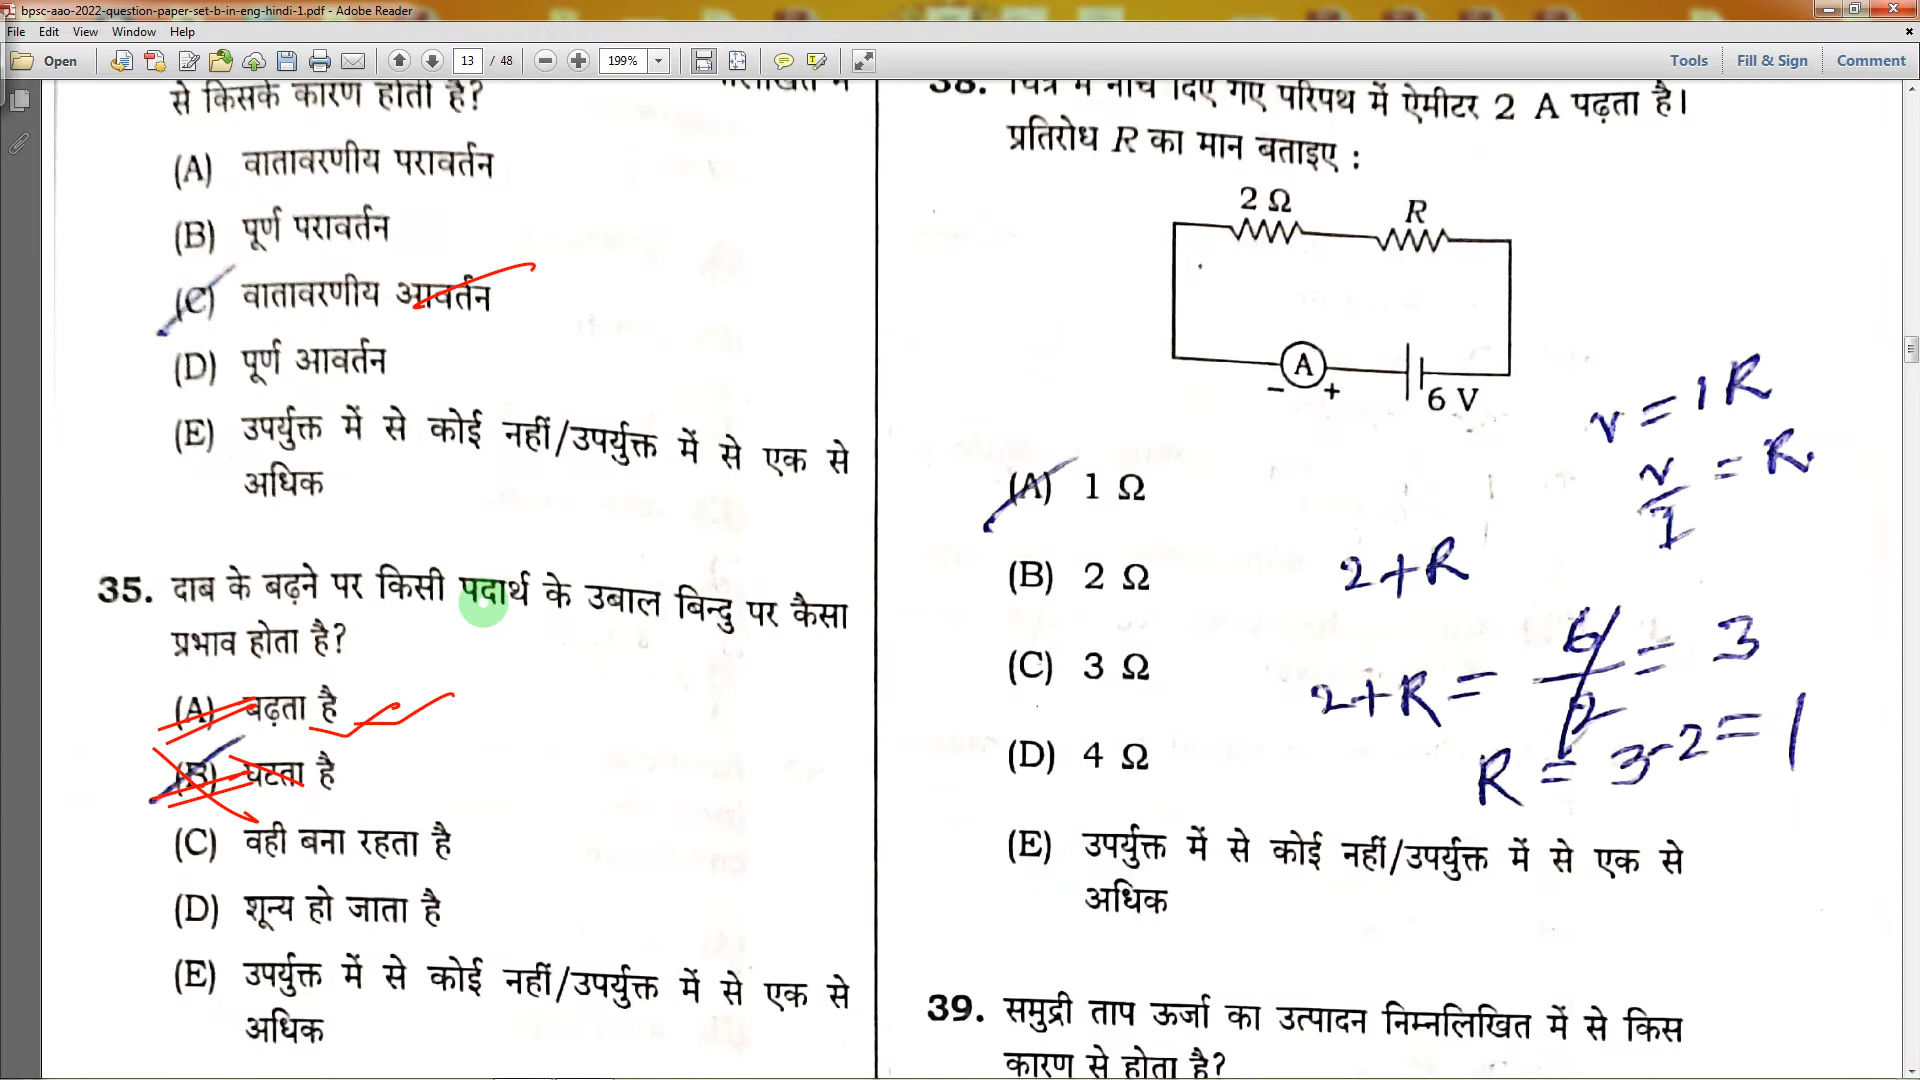 bpsc-aao-2022-question-paper-set-b-in-eng-hindi-1.pdf - Adobe Reader
File Edit View Window Help
Open 13 / 48 199% Tools Fill & Sign Comment
से किसके कारण होती है?
(A) वातावरणीय परावर्तन
(B) पूर्ण परावर्तन
(C) वातावरणीय आवर्तन
(D) पूर्ण आवर्तन
(E) उपर्युक्त में से कोई नहीं/उपर्युक्त में से एक से
अधिक
35. दाब के बढ़ने पर किसी पदार्थ के उबाल बिन्दु पर कैसा
प्रभाव होता है?
(A) बढ़ता है
(B) घटता है
(C) वही बना रहता है
(D) शून्य हो जाता है
(E) उपर्युक्त में से कोई नहीं/उपर्युक्त में से एक से
अधिक
38. चित्र में नीचे दिए गए परिपथ में ऐमीटर 2 A पढ़ता है।
प्रतिरोध R का मान बताइए :
2 Ω R
A
- +
6 V
(A) 1 Ω
(B) 2 Ω
(C) 3 Ω
(D) 4 Ω
(E) उपर्युक्त में से कोई नहीं/उपर्युक्त में से एक से
अधिक
v = IR
v/I = R
2+R
2+R = 6/2 = 3
R = 3-2 = 1
39. समुद्री ताप ऊर्जा का उत्पादन निम्नलिखित में से किस
कारण से होता है?